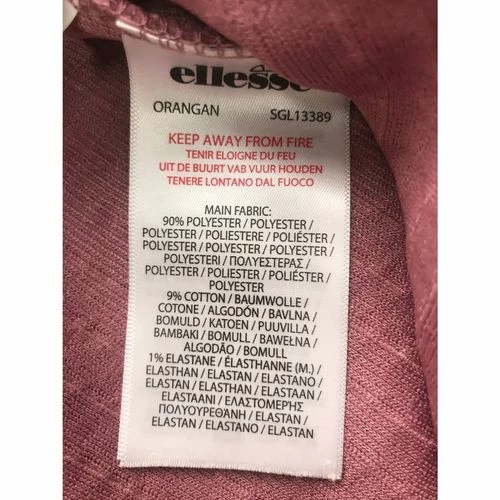 ellesse
ORANGAN SGL13389
KEEP AWAY FROM FIRE
TENIR ELOIGNE DU FEU
UIT DE BUURT VAB VUUR HOUDEN
TENERE LONTANO DAL FUOCO
MAIN FABRIC:
90% POLYESTER / POLYESTER /
POLYESTER / POLIESTERE / POLIÉSTER /
POLYESTER / POLYESTER / POLYESTER /
POLYESTERI / ΠΟΛΥΕΣΤΕΡΑΣ /
POLYESTER / POLIESTER / POLIÉSTER /
POLYESTER
9% COTTON / BAUMWOLLE /
COTONE / ALGODÓN / BAVLNA /
BOMULD / KATOEN / PUUVILLA /
BAMBAKI / BOMULL / BAWEŁNA /
ALGODÃO / BOMULL
1% ELASTANE / ÉLASTHANNE (M.) /
ELASTHAN / ELASTAN / ELASTANO /
ELASTAN / ELASTHAN / ELASTAAN /
ELASTAANI / ΕΛΑΣΤΟΜΕΡΉΣ
ΠΟΛΥΟΥΡΕΘΆΝΗ / ELASTAN /
ELASTAN / ELASTANO / ELASTAN